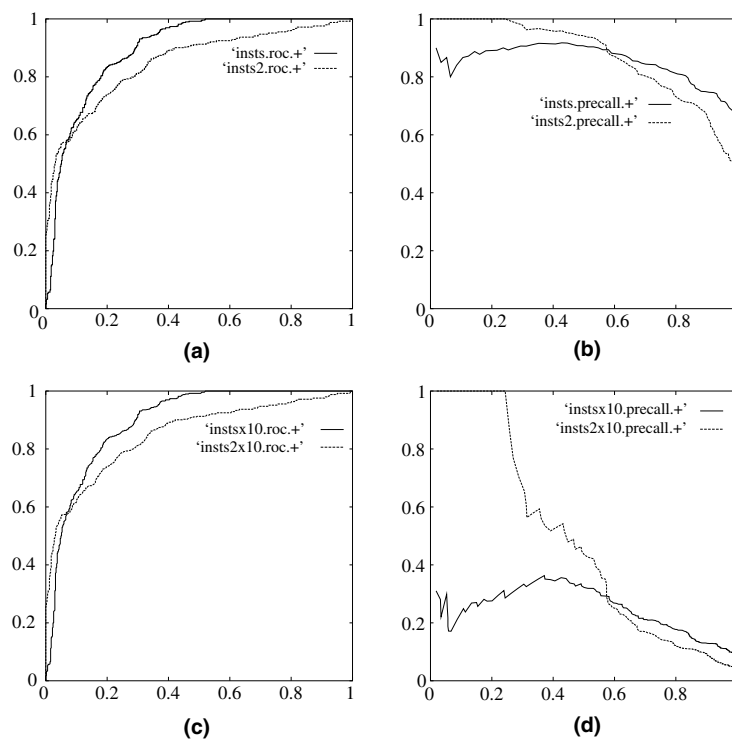 1
0.8
0.6
0.4
0.2
0
0 0.2 0.4 0.6 0.8 1
‘insts.roc.+’
‘insts2.roc.+’
(a)
1
0.8
0.6
0.4
0.2
0
0 0.2 0.4 0.6 0.8
‘insts.precall.+’
‘insts2.precall.+’
(b)
1
0.8
0.6
0.4
0.2
0
0 0.2 0.4 0.6 0.8 1
‘instsx10.roc.+’
‘insts2x10.roc.+’
(c)
1
0.8
0.6
0.4
0.2
0
0 0.2 0.4 0.6 0.8
‘instsx10.precall.+’
‘insts2x10.precall.+’
(d)